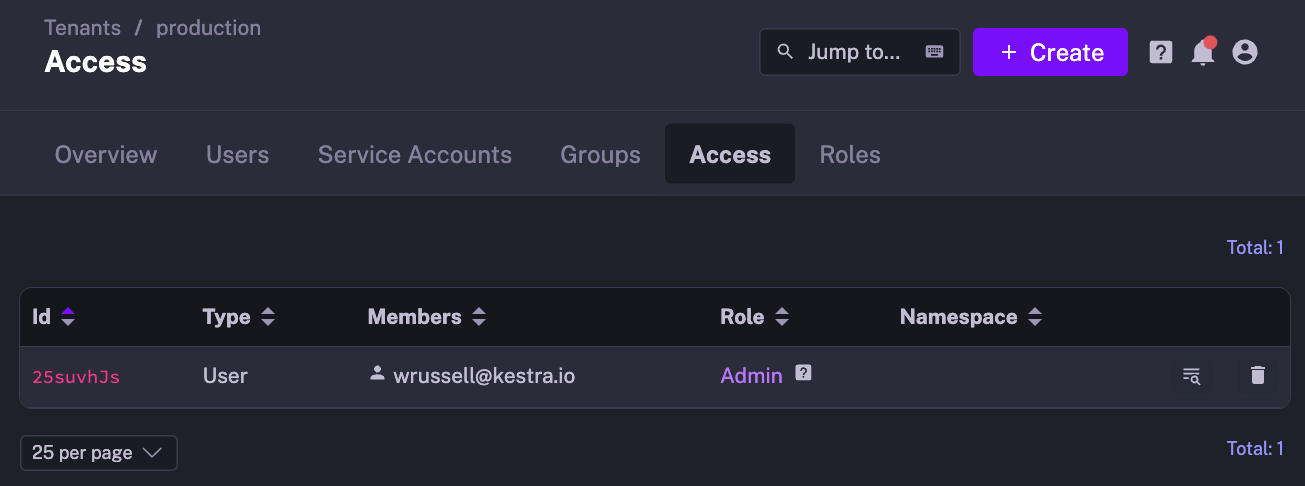 Tenants / production
Access
Jump to...
+ Create
Overview Users Service Accounts Groups Access Roles
Total: 1
Id Type Members Role Namespace
25suvhJs User wrussell@kestra.io Admin ?
25 per page
Total: 1